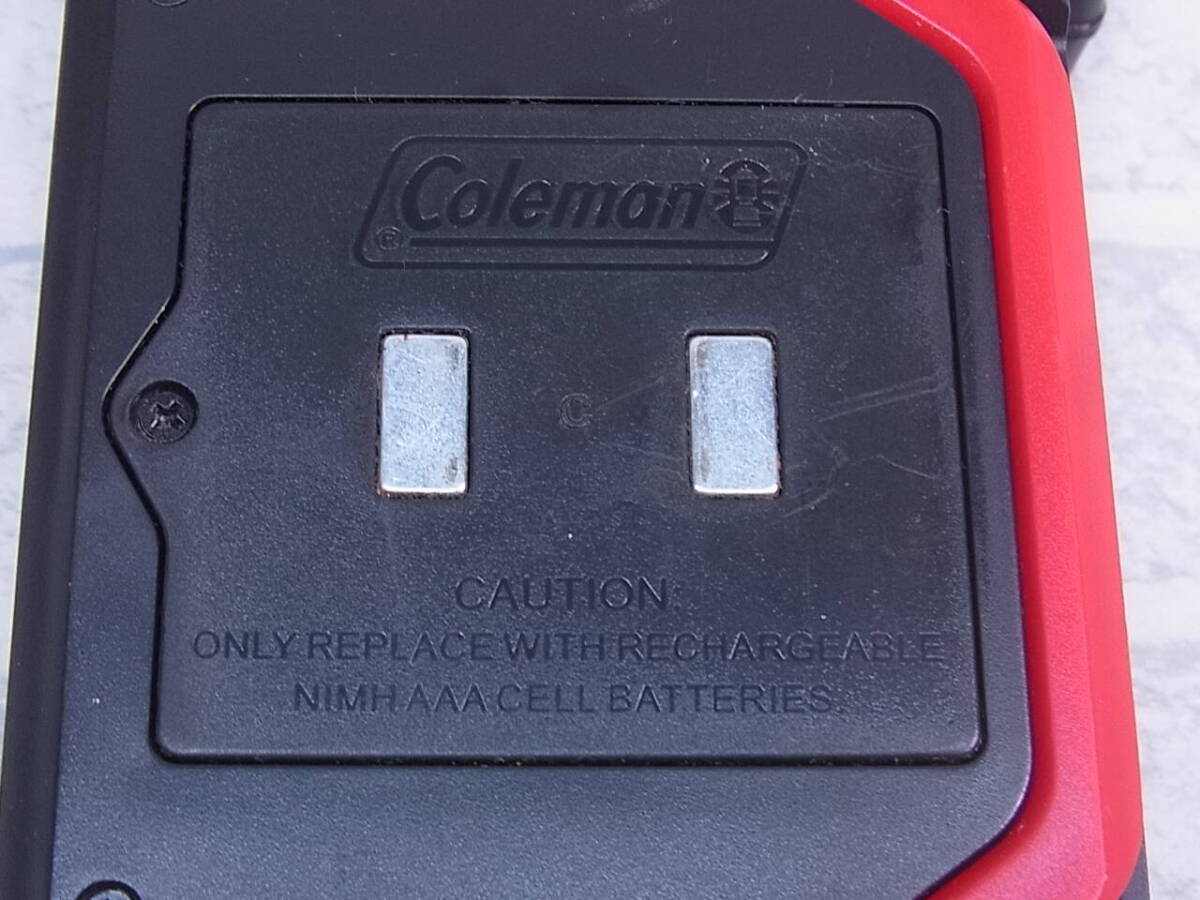 Coleman
®
C
CAUTION:
ONLY REPLACE WITH RECHARGEABLE
NIMH AAA CELL BATTERIES.